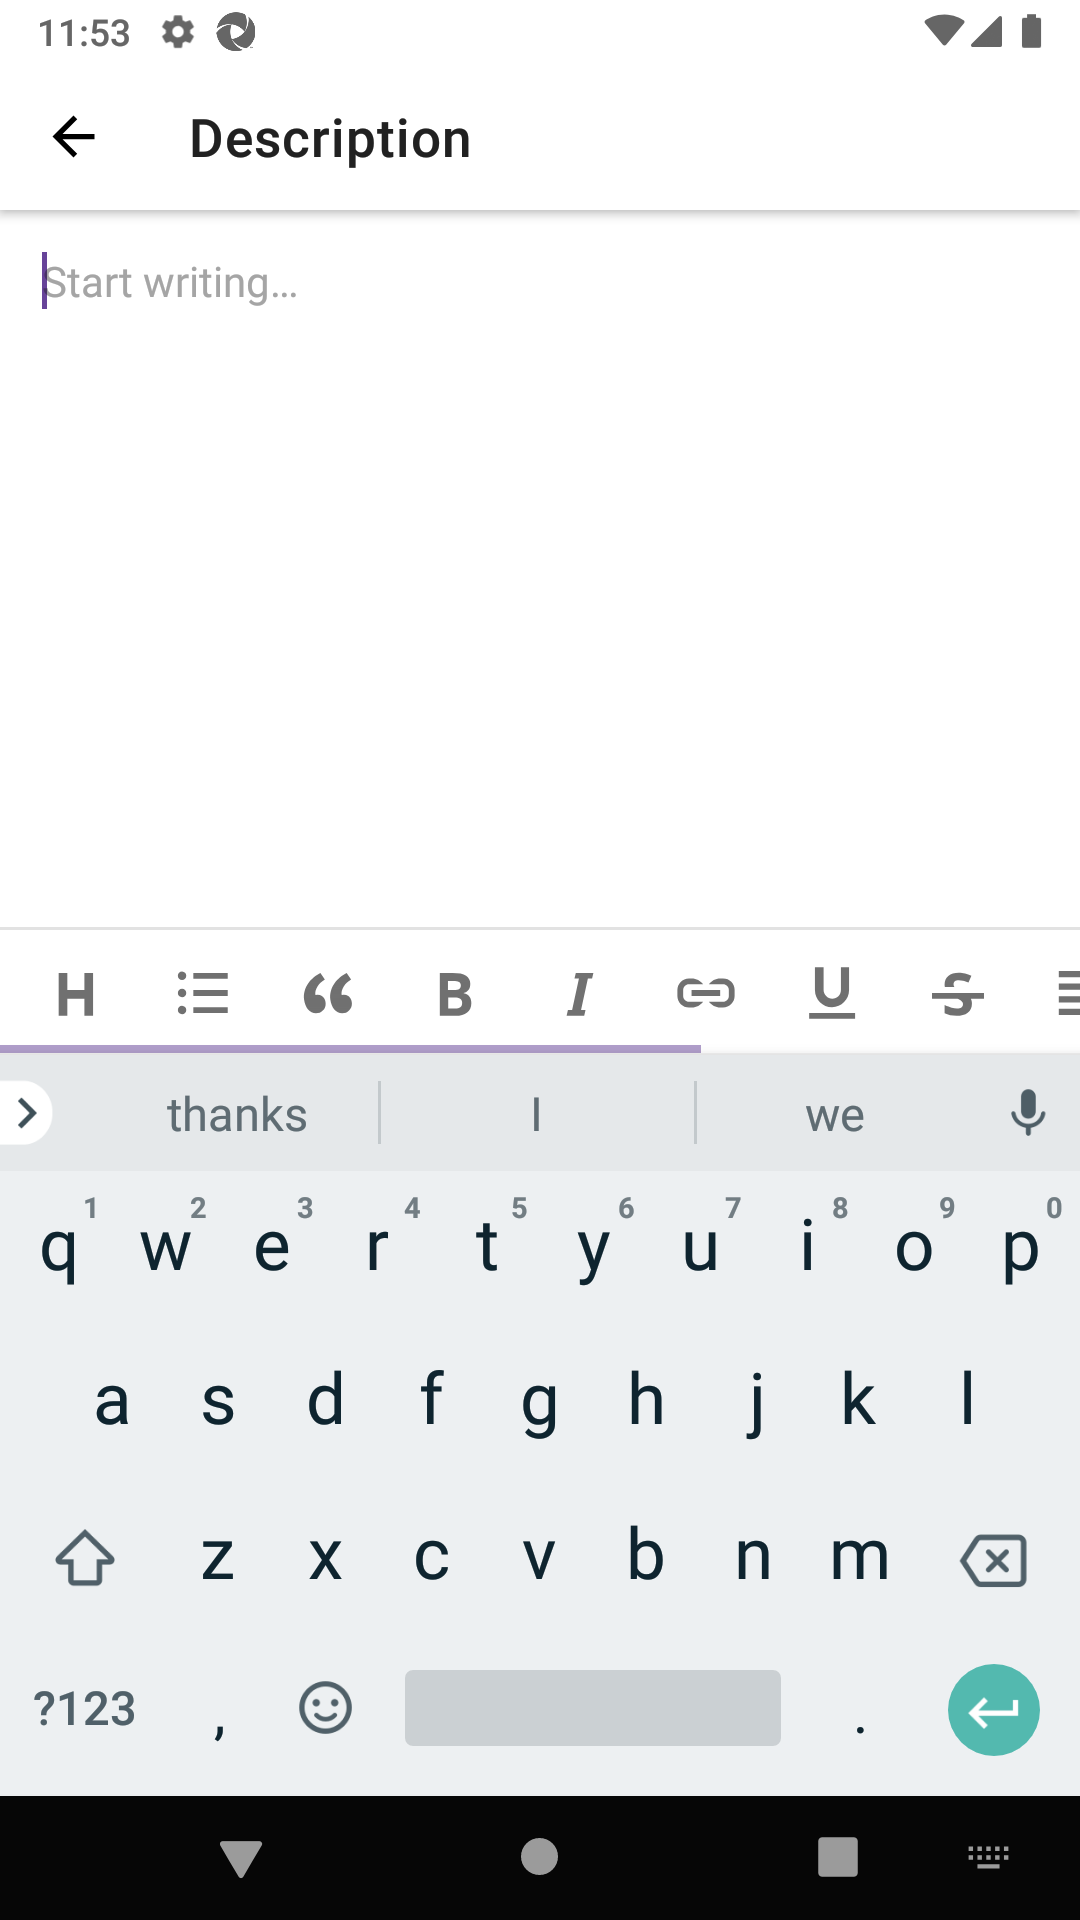 11:53
Description
Start writing…
H B I U S
thanks I we
1 2 3 4 5 6 7 8 9 0
q w e r t y u i o p
a s d f g h j k l
z x c v b n m
?123 , .